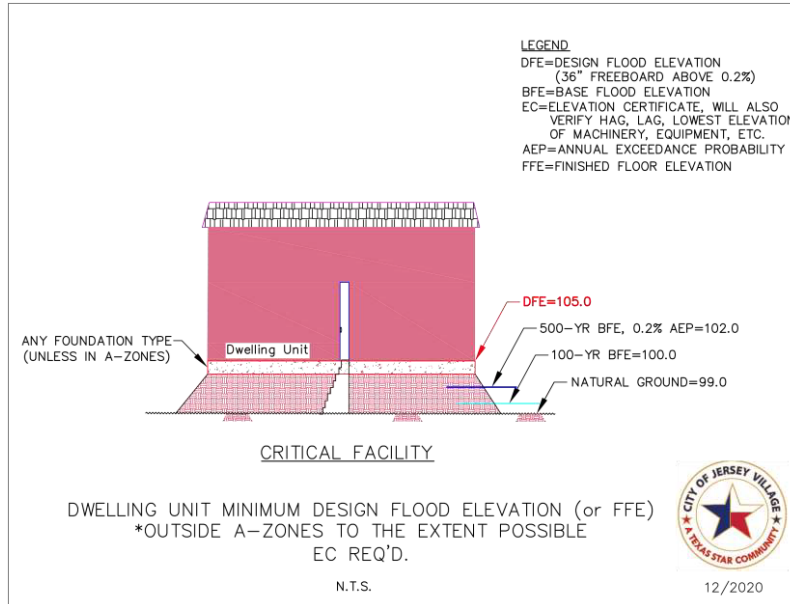 LEGEND
DFE=DESIGN FLOOD ELEVATION
(36" FREEBOARD ABOVE 0.2%)
BFE=BASE FLOOD ELEVATION
EC=ELEVATION CERTIFICATE, WILL ALSO
VERIFY HAG, LAG, LOWEST ELEVATION
OF MACHINERY, EQUIPMENT, ETC.
AEP=ANNUAL EXCEEDANCE PROBABILITY
FFE=FINISHED FLOOR ELEVATION
DFE=105.0
500-YR BFE, 0.2% AEP=102.0
100-YR BFE=100.0
NATURAL GROUND=99.0
ANY FOUNDATION TYPE
(UNLESS IN A-ZONES)
Dwelling Unit
CRITICAL FACILITY
DWELLING UNIT MINIMUM DESIGN FLOOD ELEVATION (or FFE)
*OUTSIDE A-ZONES TO THE EXTENT POSSIBLE
EC REQ'D.
N.T.S.
CITY OF JERSEY VILLAGE
A TEXAS STAR COMMUNITY
12/2020